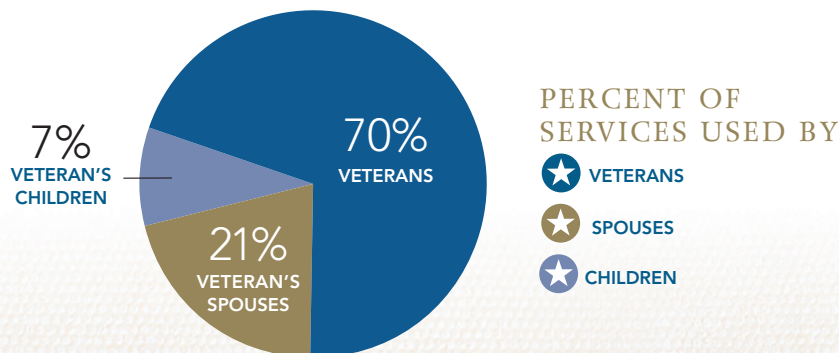 7%
VETERAN'S
CHILDREN
70%
VETERANS
21%
VETERAN'S
SPOUSES
PERCENT OF
SERVICES USED BY
VETERANS
SPOUSES
CHILDREN